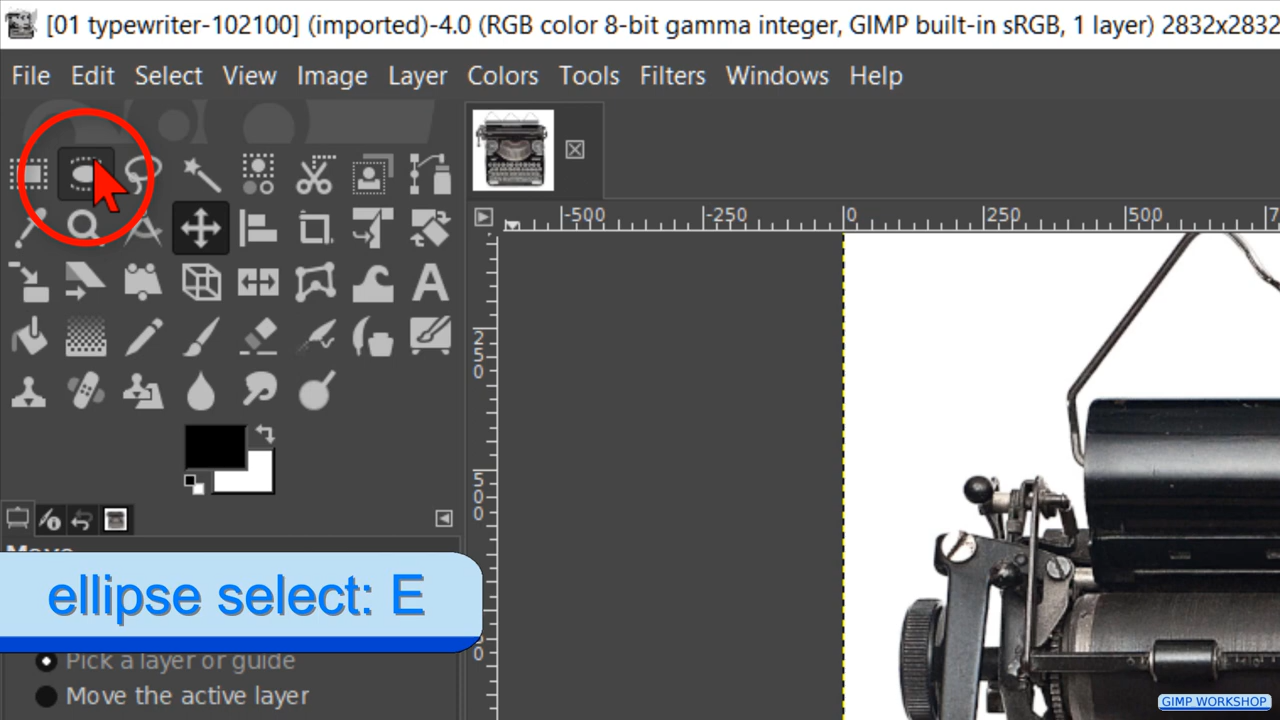 [01 typewriter-102100] (imported)-4.0 (RGB color 8-bit gamma integer, GIMP built-in sRGB, 1 layer) 2832x2832
File Edit Select View Image Layer Colors Tools Filters Windows Help
-500 -250 0 250 500
250
500
ellipse select: E
Pick a layer or guide
Move the active layer
GIMP WORKSHOP